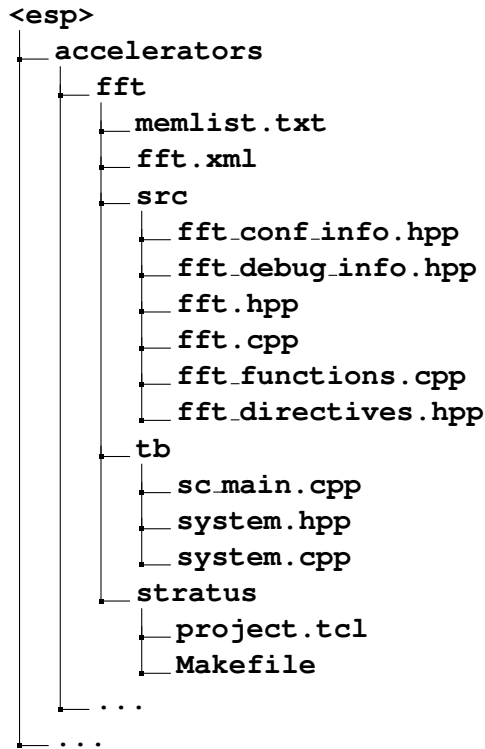 <esp>
accelerators
fft
memlist.txt
fft.xml
src
fft_conf_info.hpp
fft_debug_info.hpp
fft.hpp
fft.cpp
fft_functions.cpp
fft_directives.hpp
tb
sc_main.cpp
system.hpp
system.cpp
stratus
project.tcl
Makefile
...
...